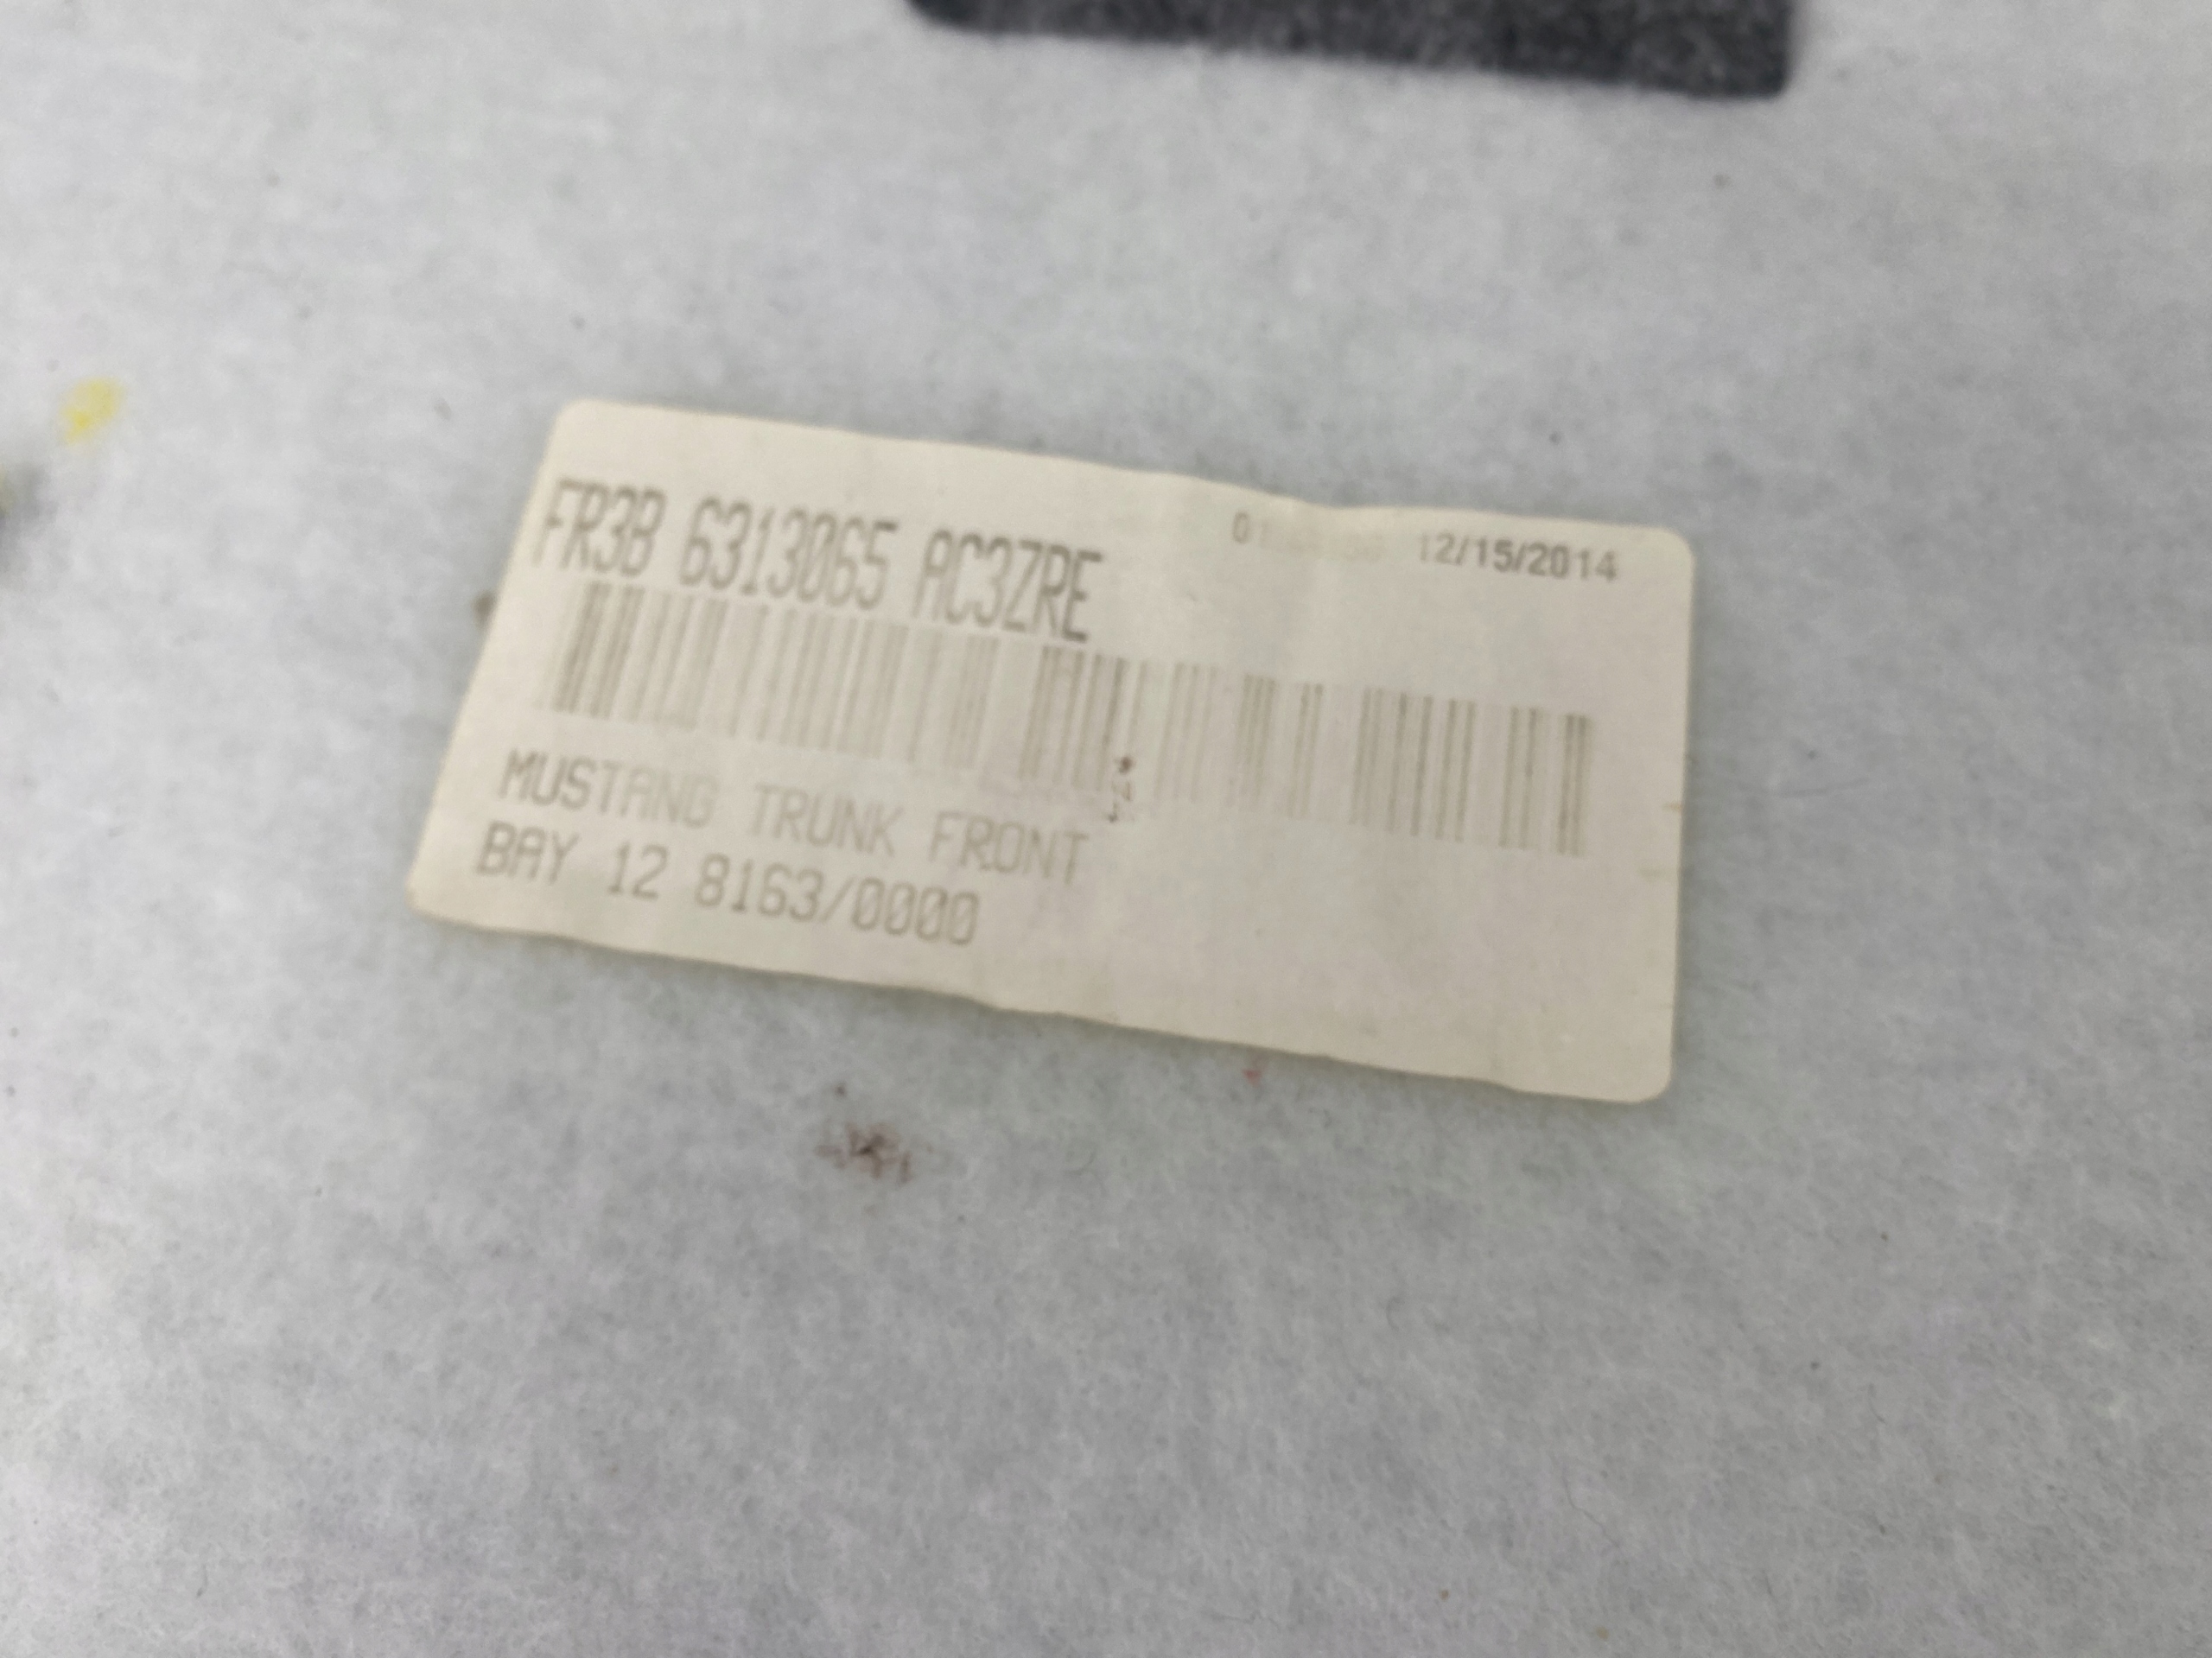 FR3B 6313065 AC3ZRE
12/15/2014
MUSTANG TRUNK FRONT
BAY 12 8163/0000